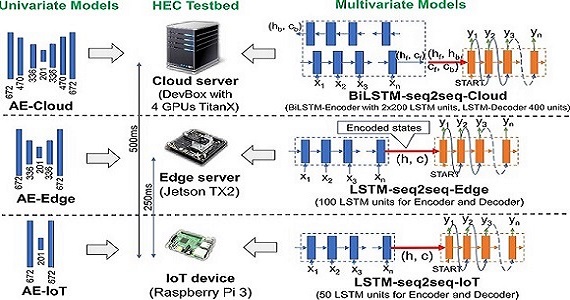 Univariate Models
HEC Testbed
Multivariate Models
672
470
336
201
336
470
672
AE-Cloud
Cloud server
(DevBox with
4 GPUs TitanX)
(h_b, c_b)
(h_f, c_f)
(h_f, h_b,
c_f, c_b)
x_1 x_2 x_3 x_n
y_1 y_2 y_3 y_n
START
BiLSTM-seq2seq-Cloud
(BiLSTM-Encoder with 2x200 LSTM units, LSTM-Decoder 400 units)
500ms
672
336
201
336
672
AE-Edge
Edge server
(Jetson TX2)
Encoded states
(h, c)
x_1 x_2 x_3 x_n
y_1 y_2 y_3 y_n
START
LSTM-seq2seq-Edge
(100 LSTM units for Encoder and Decoder)
250ms
672
201
672
AE-IoT
IoT device
(Raspberry Pi 3)
(h, c)
x_1 x_2 x_3 x_n
y_1 y_2 y_3 y_n
START
LSTM-seq2seq-IoT
(50 LSTM units for Encoder and Decoder)